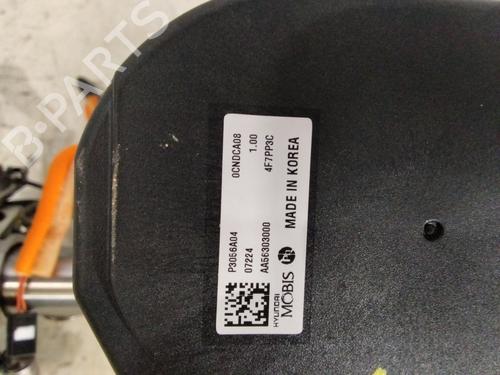 B-PARTS
P3056A04 0CNDCA08
07224 1.00
AA56303000 4F7PP3C
HYUNDAI
MOBIS MADE IN KOREA